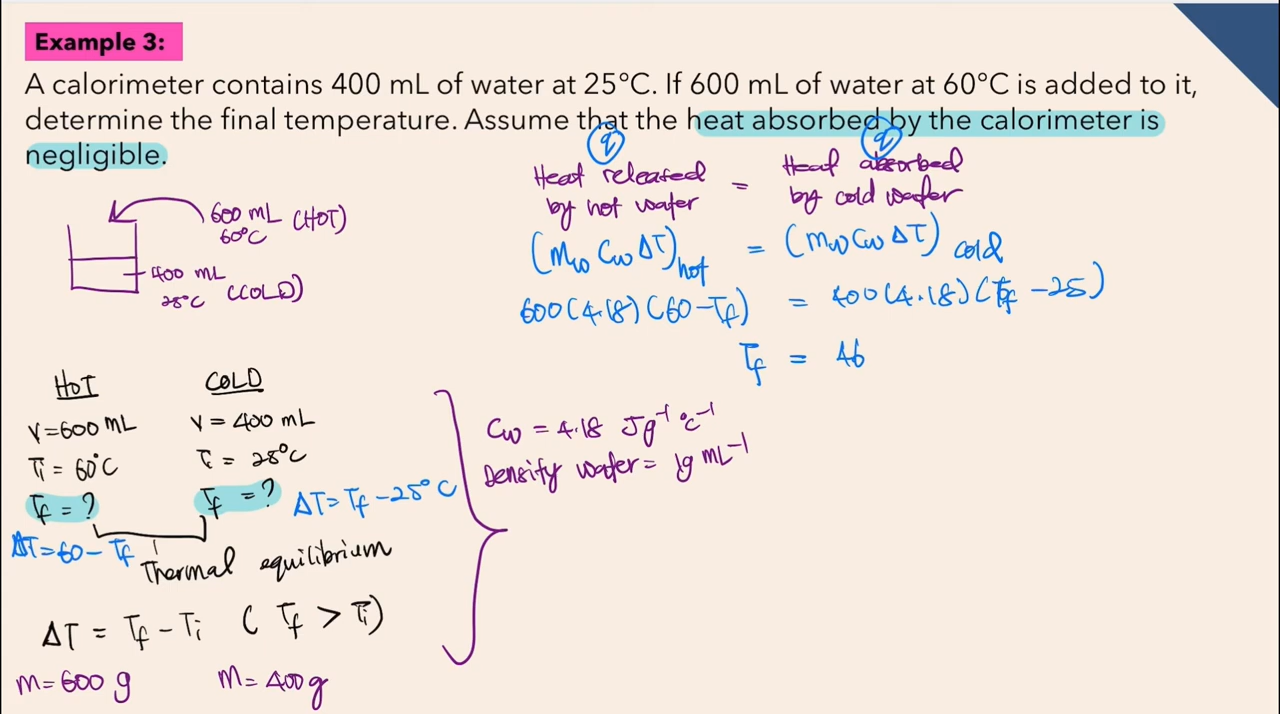 Example 3:
A calorimeter contains 400 mL of water at 25°C. If 600 mL of water at 60°C is added to it,
determine the final temperature. Assume that the heat absorbed by the calorimeter is
negligible.
q q
Heat released = Heat absorbed
by hot water by cold water
600 mL (HOT)
60°C
400 mL
25°C (COLD)
(mw Cw ΔT)hot = (mw Cw ΔT) cold
600(4.18)(60-Tf) = 400(4.18)(Tf -25)
Tf = 46
HOT COLD
V=600 mL V = 400 mL
Ti = 60°C Ti = 25°C
Tf = ? Tf = ? ΔT= Tf -25°C
ΔT=60- Tf
Thermal equilibrium
ΔT = Tf - Ti ( Tf > Ti)
m=600 g m= 400g
Cw = 4.18 Jg⁻¹ °C⁻¹
Density water= 1g mL⁻¹